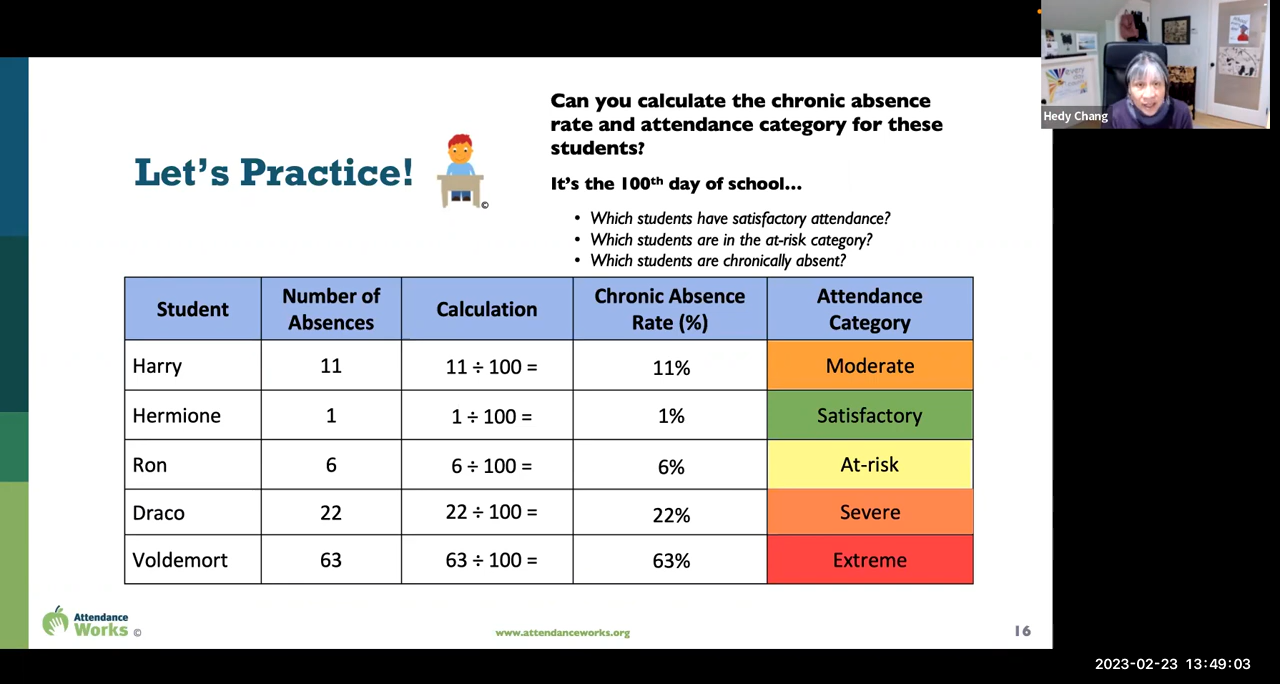 Hedy Chang
Let's Practice!
©
Can you calculate the chronic absence
rate and attendance category for these
students?
It's the 100th day of school…
• Which students have satisfactory attendance?
• Which students are in the at-risk category?
• Which students are chronically absent?
Student Number of Absences Calculation Chronic Absence Rate (%) Attendance Category
Harry 11 11 ÷ 100 = 11% Moderate
Hermione 1 1 ÷ 100 = 1% Satisfactory
Ron 6 6 ÷ 100 = 6% At-risk
Draco 22 22 ÷ 100 = 22% Severe
Voldemort 63 63 ÷ 100 = 63% Extreme
Attendance
Works ©
www.attendanceworks.org
16
2023-02-23 13:49:03